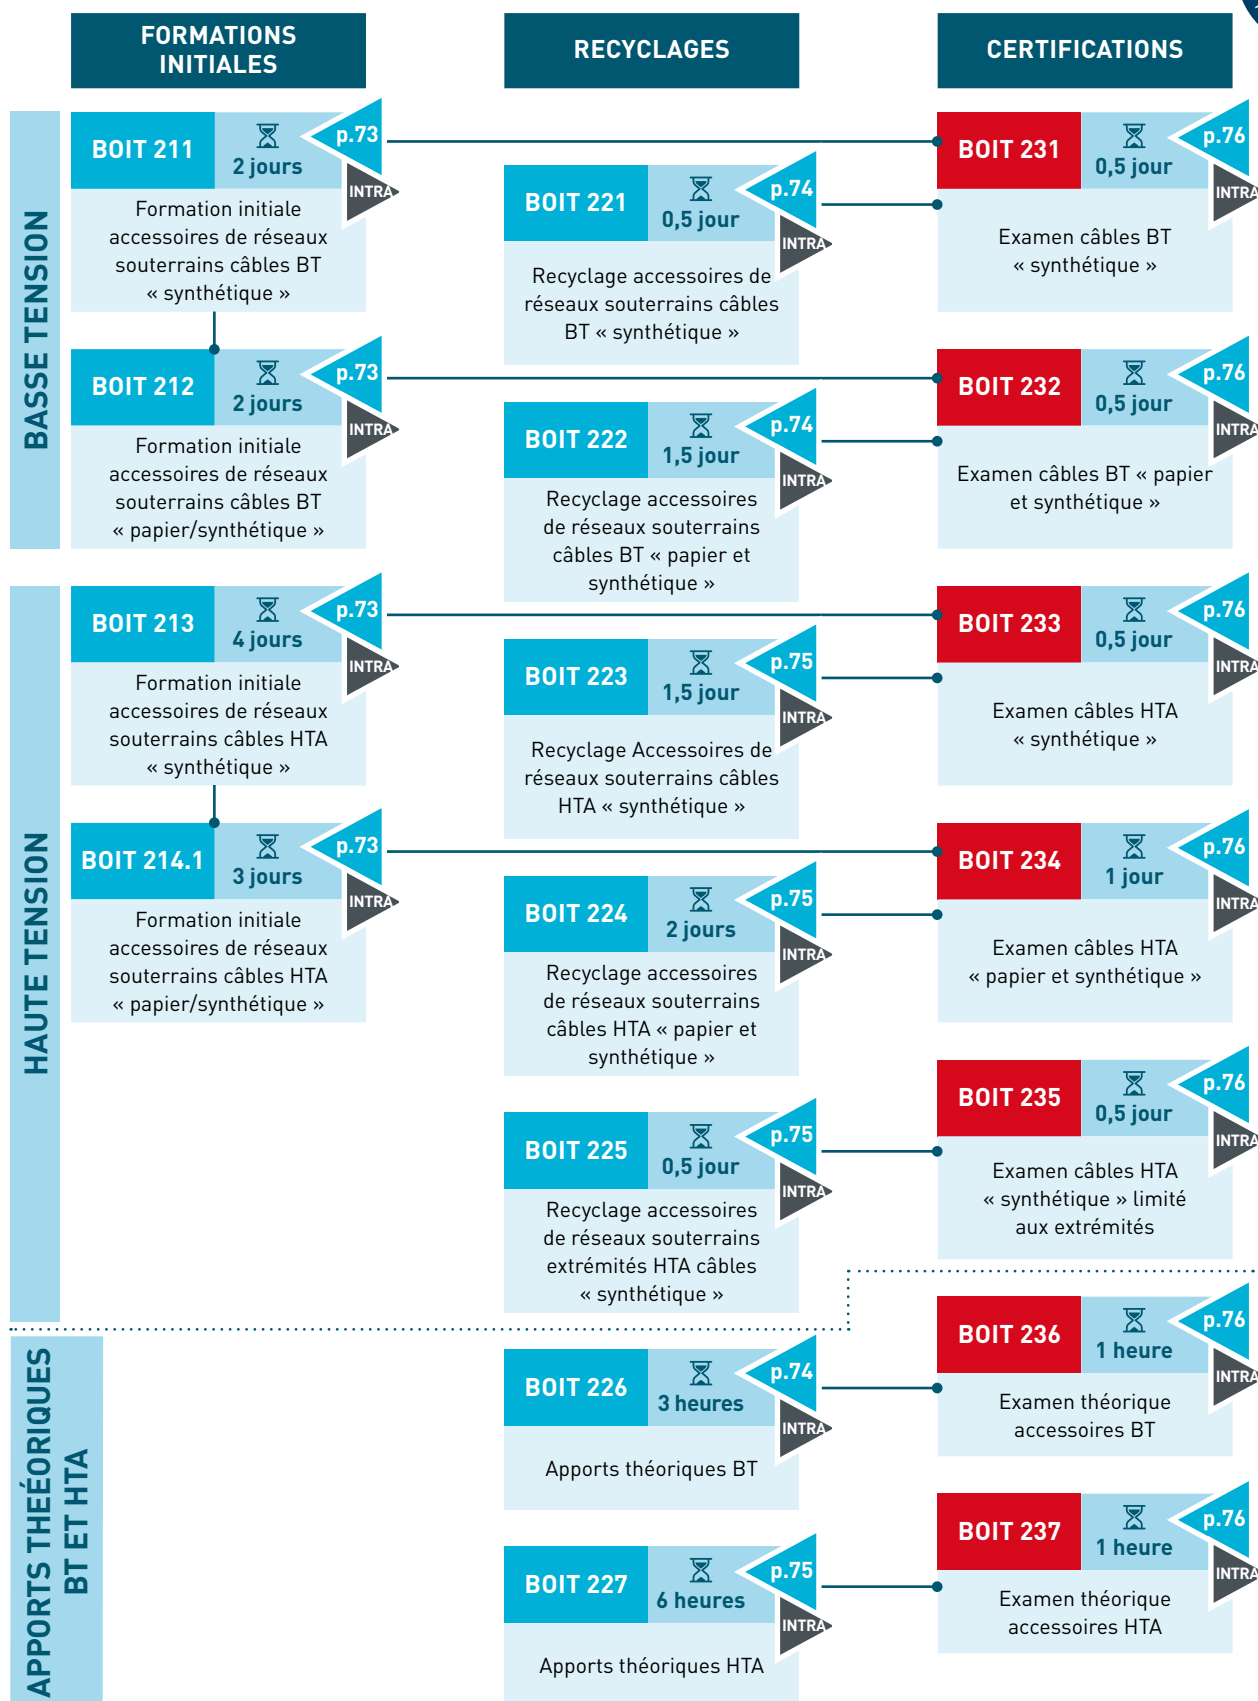 FORMATIONS
INITIALES
RECYCLAGES
CERTIFICATIONS
BASSE TENSION
BOIT 211
2 jours
p.73
INTRA
Formation initiale
accessoires de réseaux
souterrains câbles BT
« synthétique »
BOIT 221
0,5 jour
p.74
INTRA
Recyclage accessoires de
réseaux souterrains câbles
BT « synthétique »
BOIT 231
0,5 jour
p.76
INTRA
Examen câbles BT
« synthétique »
BOIT 212
2 jours
p.73
INTRA
Formation initiale
accessoires de réseaux
souterrains câbles BT
« papier/synthétique »
BOIT 222
1,5 jour
p.74
INTRA
Recyclage accessoires
de réseaux souterrains
câbles BT « papier et
synthétique »
BOIT 232
0,5 jour
p.76
INTRA
Examen câbles BT « papier
et synthétique »
HAUTE TENSION
BOIT 213
4 jours
p.73
INTRA
Formation initiale
accessoires de réseaux
souterrains câbles HTA
« synthétique »
BOIT 223
1,5 jour
p.75
INTRA
Recyclage Accessoires de
réseaux souterrains câbles
HTA « synthétique »
BOIT 233
0,5 jour
p.76
INTRA
Examen câbles HTA
« synthétique »
BOIT 214.1
3 jours
p.73
INTRA
Formation initiale
accessoires de réseaux
souterrains câbles HTA
« papier/synthétique »
BOIT 224
2 jours
p.75
INTRA
Recyclage accessoires
de réseaux souterrains
câbles HTA « papier et
synthétique »
BOIT 234
1 jour
p.76
INTRA
Examen câbles HTA
« papier et synthétique »
BOIT 225
0,5 jour
p.75
INTRA
Recyclage accessoires
de réseaux souterrains
extrémités HTA câbles
« synthétique »
BOIT 235
0,5 jour
p.76
INTRA
Examen câbles HTA
« synthétique » limité
aux extrémités
APPORTS THEÉORIQUES
BT ET HTA
BOIT 226
3 heures
p.74
INTRA
Apports théoriques BT
BOIT 236
1 heure
p.76
INTRA
Examen théorique
accessoires BT
BOIT 227
6 heures
p.75
INTRA
Apports théoriques HTA
BOIT 237
1 heure
p.76
INTRA
Examen théorique
accessoires HTA